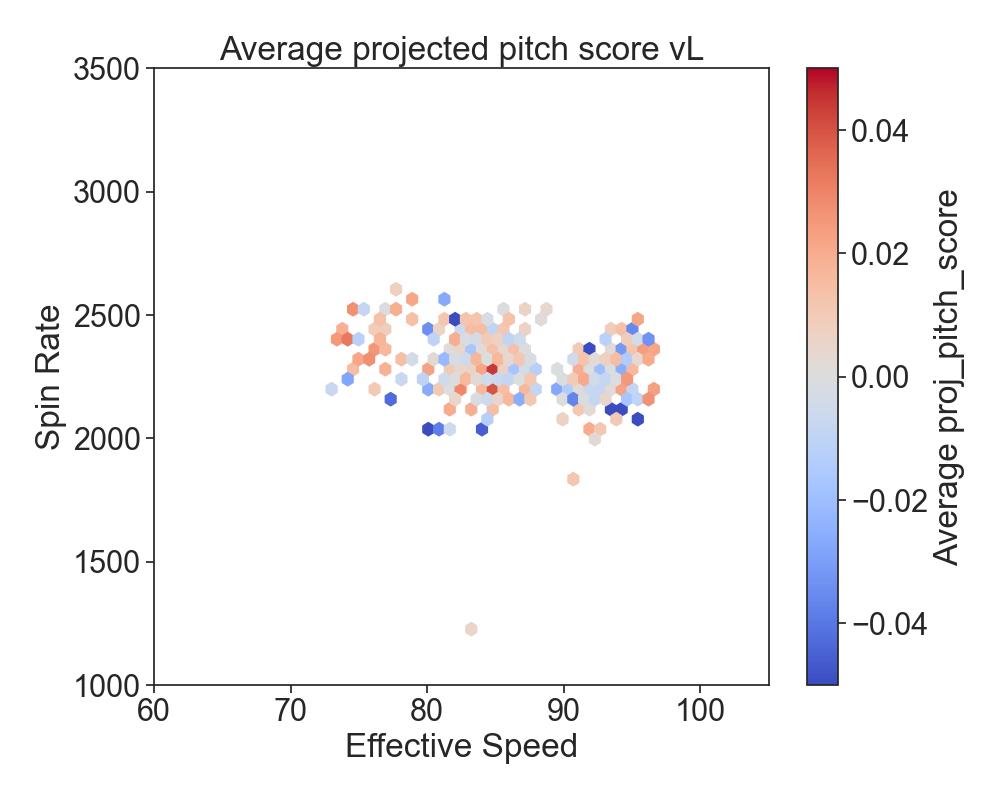 Average projected pitch score vL
3500
3000
2500
2000
1500
1000
Spin Rate
60 70 80 90 100
Effective Speed
0.04
0.02
0.00
−0.02
−0.04
Average proj_pitch_score